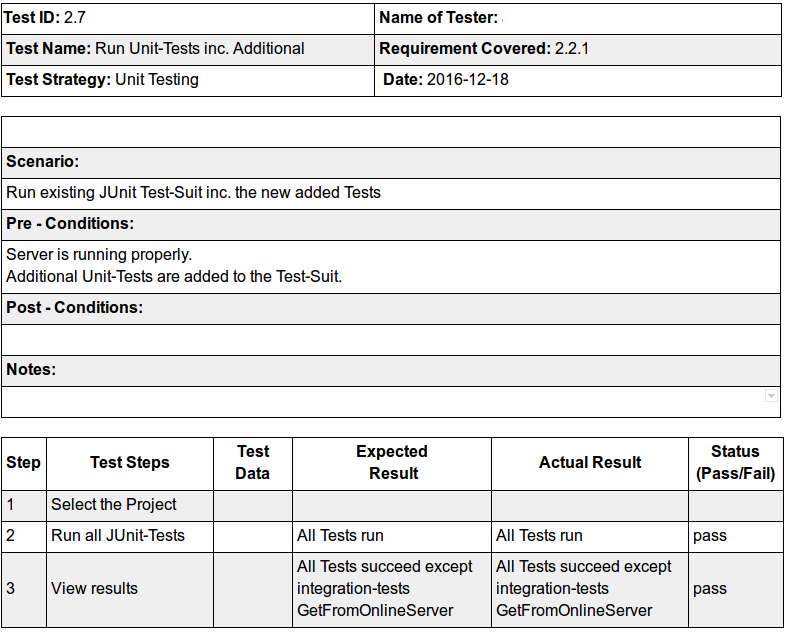 Test ID: 2.7
Name of Tester:
Test Name: Run Unit-Tests inc. Additional
Requirement Covered: 2.2.1
Test Strategy: Unit Testing
Date: 2016-12-18
Scenario:
Run existing JUnit Test-Suit inc. the new added Tests
Pre - Conditions:
Server is running properly.
Additional Unit-Tests are added to the Test-Suit.
Post - Conditions:
Notes:
Step
Test Steps
Test
Data
Expected
Result
Actual Result
Status
(Pass/Fail)
1
Select the Project
2
Run all JUnit-Tests
All Tests run
All Tests run
pass
3
View results
All Tests succeed except
integration-tests
GetFromOnlineServer
All Tests succeed except
integration-tests
GetFromOnlineServer
pass